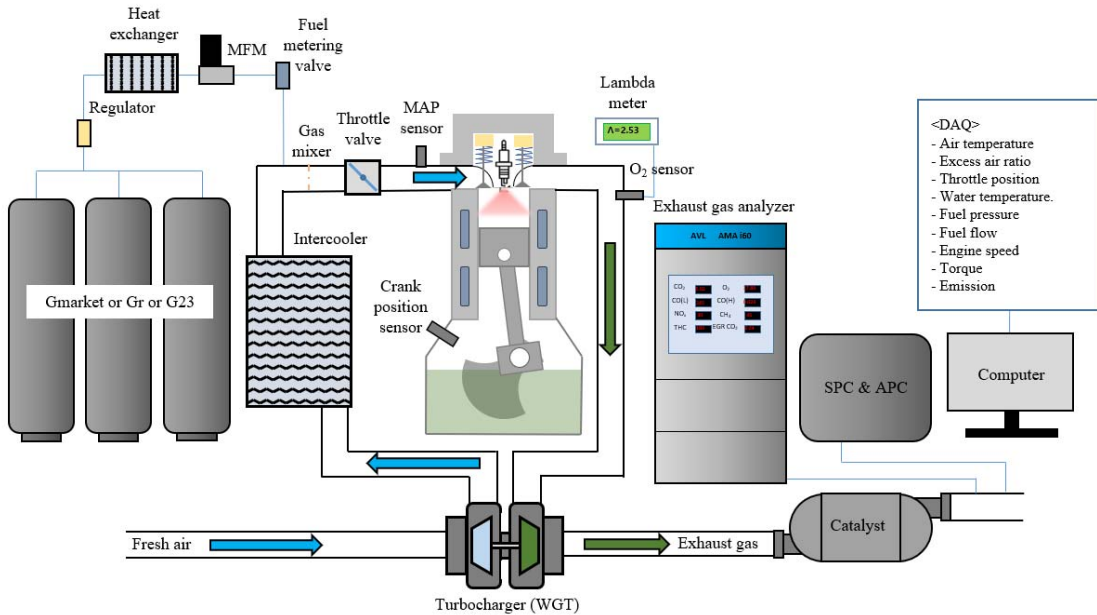 Heat
exchanger
MFM
Fuel
metering
valve
Regulator
Gas
mixer
Throttle
valve
MAP
sensor
Lambda
meter
Λ=2.53
O₂ sensor
Exhaust gas analyzer
AVL AMA i60
CO₂ O₂
CO(L) CO(H)
NOₓ CH₄
THC EGR CO₂
<DAQ>
- Air temperature
- Excess air ratio
- Throttle position
- Water temperature.
- Fuel pressure
- Fuel flow
- Engine speed
- Torque
- Emission
Gmarket or Gr or G23
Intercooler
Crank
position
sensor
SPC & APC
Computer
Fresh air
Exhaust gas
Catalyst
Turbocharger (WGT)